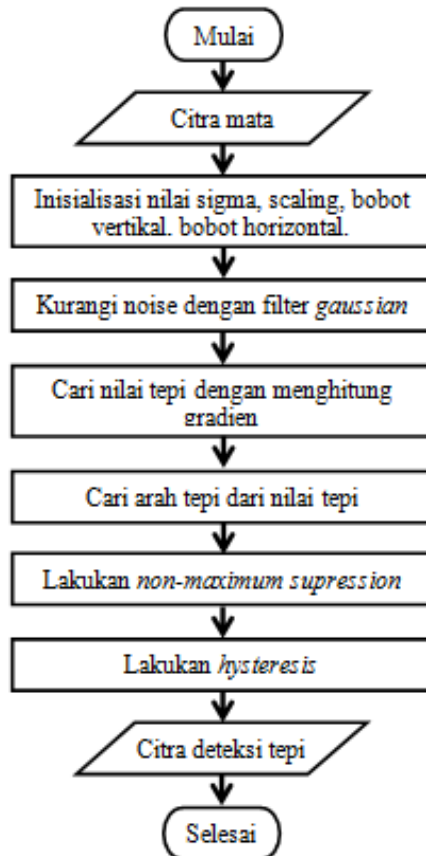 Mulai
Citra mata
Inisialisasi nilai sigma, scaling, bobot
vertikal. bobot horizontal.
Kurangi noise dengan filter gaussian
Cari nilai tepi dengan menghitung
gradien
Cari arah tepi dari nilai tepi
Lakukan non-maximum supression
Lakukan hysteresis
Citra deteksi tepi
Selesai